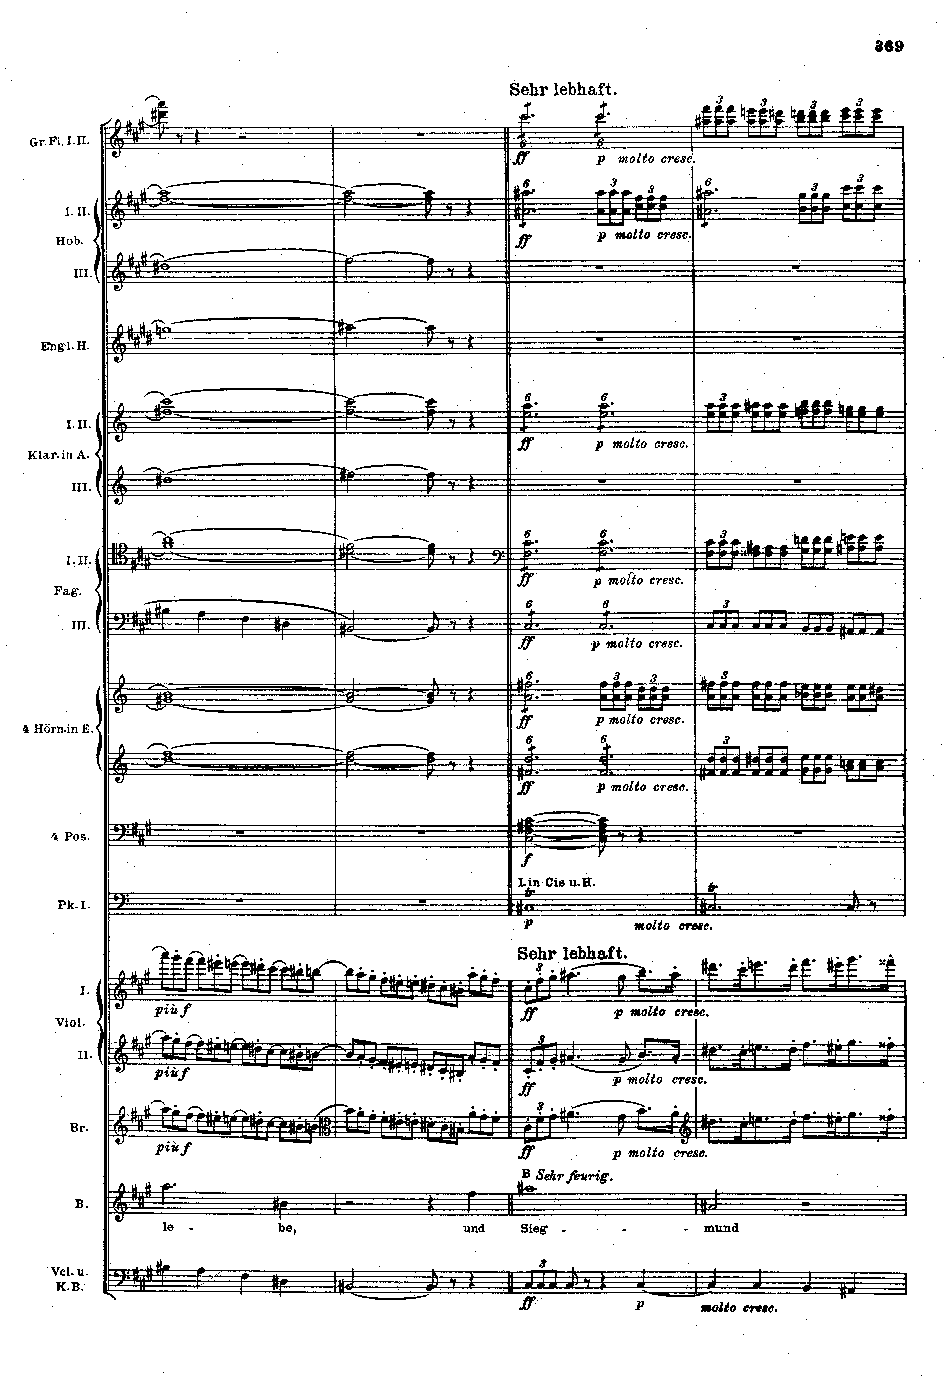 369
Sehr lebhaft.
Gr. Fl. I. II.
ff p molto cresc.
I. II.
Hob.
ff p molto cresc.
III.
Engl. H.
I. II.
ff p molto cresc.
Klar. in A.
III.
I. II.
ff p molto cresc.
Fag.
III.
ff p molto cresc.
4 Hörn. in E.
ff p molto cresc.
ff p molto cresc.
4 Pos.
f
I. in Cis u. H.
Pk. I.
tr tr
p molto cresc.
Sehr lebhaft.
I.
più f ff p molto cresc.
Viol.
II.
più f ff p molto cresc.
Br.
più f ff p molto cresc.
B Sehr feurig.
B.
le - be, und Sieg - - - mund
Vcl. u.
K.B.
ff p molto cresc.